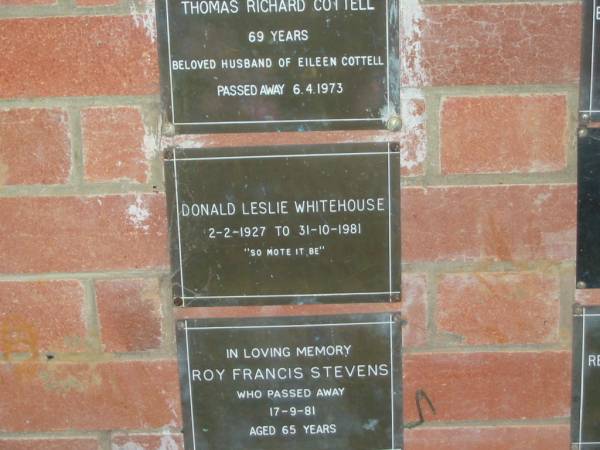 THOMAS RICHARD COTTELL
69 YEARS
BELOVED HUSBAND OF EILEEN COTTELL
PASSED AWAY 6.4.1973
DONALD LESLIE WHITEHOUSE
2-2-1927 TO 31-10-1981
"SO MOTE IT BE"
IN LOVING MEMORY
ROY FRANCIS STEVENS
WHO PASSED AWAY
17-9-81
AGED 65 YEARS